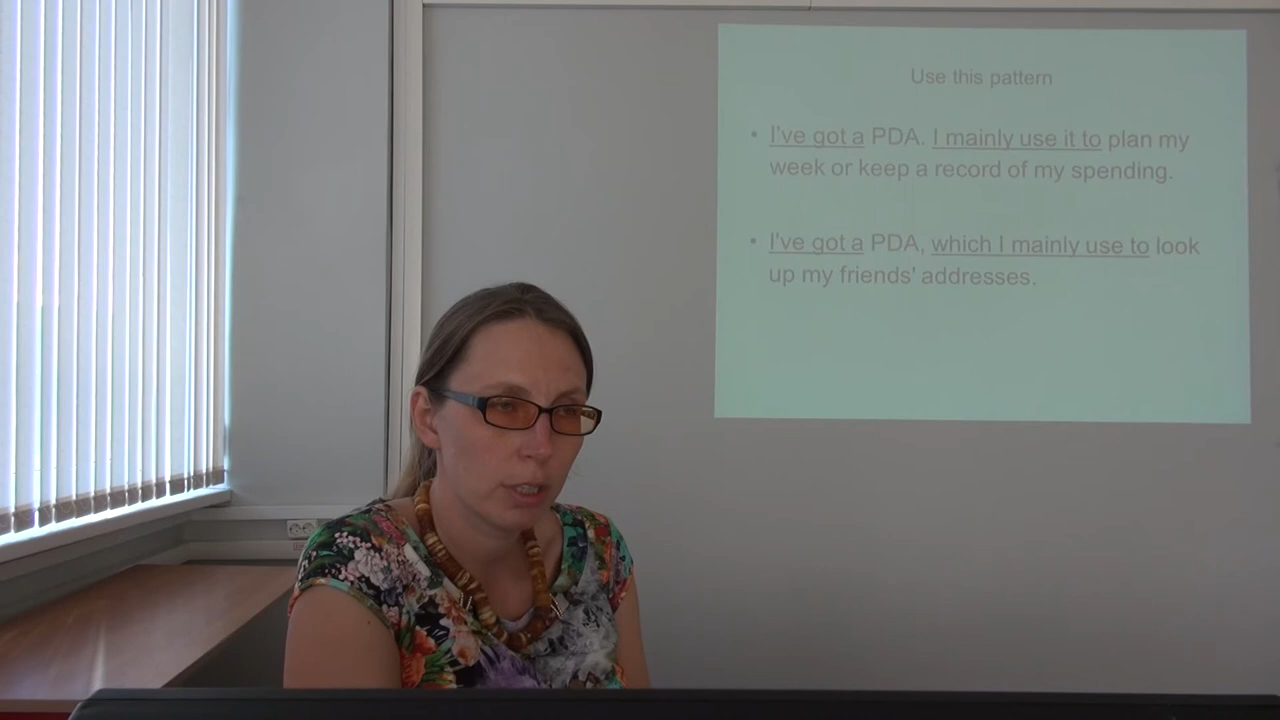 Use this pattern
• I've got a PDA. I mainly use it to plan my
week or keep a record of my spending.
• I've got a PDA, which I mainly use to look
up my friends' addresses.